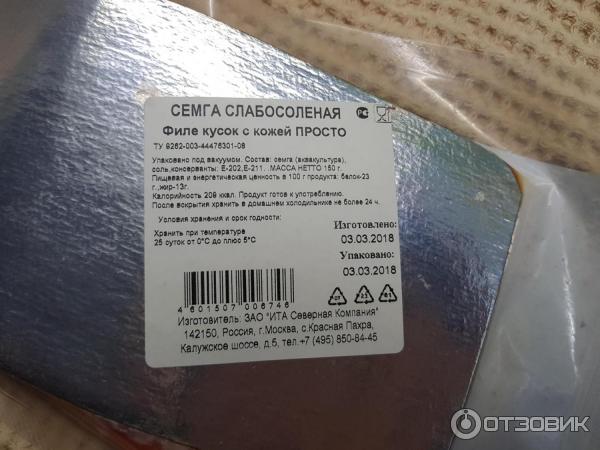 СЕМГА СЛАБОСОЛЕНАЯ
Филе кусок с кожей ПРОСТО
ТУ 9262-003-44476301-08
Упаковано под вакуумом. Состав: семга (аквакультура),
соль,консерванты: Е-202,Е-211. .МАССА НЕТТО 150 г.
Пищевая и энергетическая ценность в 100 г продукта: белок-23
г.,жир-13г.
Калорийность 209 ккал. Продукт готов к употреблению.
После вскрытия хранить в домашнем холодильнике не более 24 ч.
Условия хранения и срок годности:
Хранить при температуре
25 суток от 0°С до плюс 5°С
Изготовлено:
03.03.2018
Упаковано:
03.03.2018
4 601507 006746
Изготовитель: ЗАО "ИТА Северная Компания"
142150, Россия, г.Москва, с.Красная Пахра,
Калужское шоссе, д.5, тел.+7 (495) 850-84-45
ОТЗОВИК